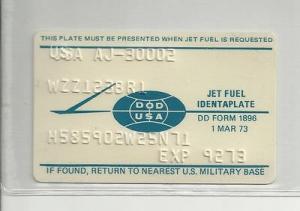 THIS PLATE MUST BE PRESENTED WHEN JET FUEL IS REQUESTED
USA AJ-30002
WZZ122BR1
JET FUEL
IDENTAPLATE
DOD
USA
DD FORM 1896
1 MAR 73
H585902W25N71
EXP 9273
IF FOUND, RETURN TO NEAREST U.S. MILITARY BASE